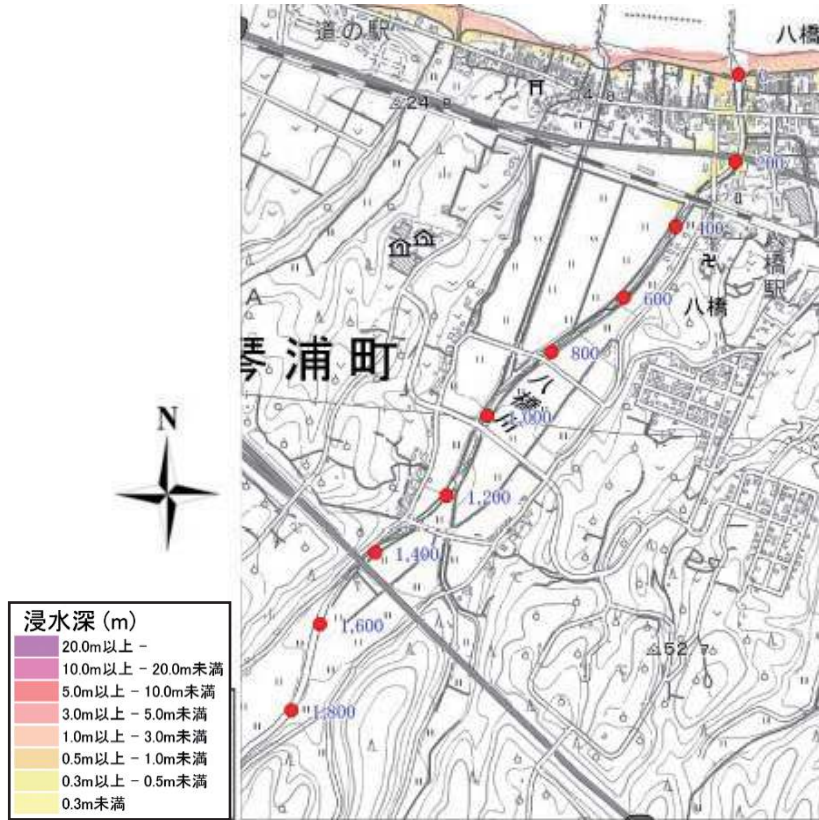 道の駅
八橋
24
4
200
400
600
八橋
橋駅
800
琴浦町
八橋川
1,000
N
1,200
1,400
1,600
1,800
52.7
浸水深 (m)
20.0m以上 -
10.0m以上 - 20.0m未満
5.0m以上 - 10.0m未満
3.0m以上 - 5.0m未満
1.0m以上 - 3.0m未満
0.5m以上 - 1.0m未満
0.3m以上 - 0.5m未満
0.3m未満